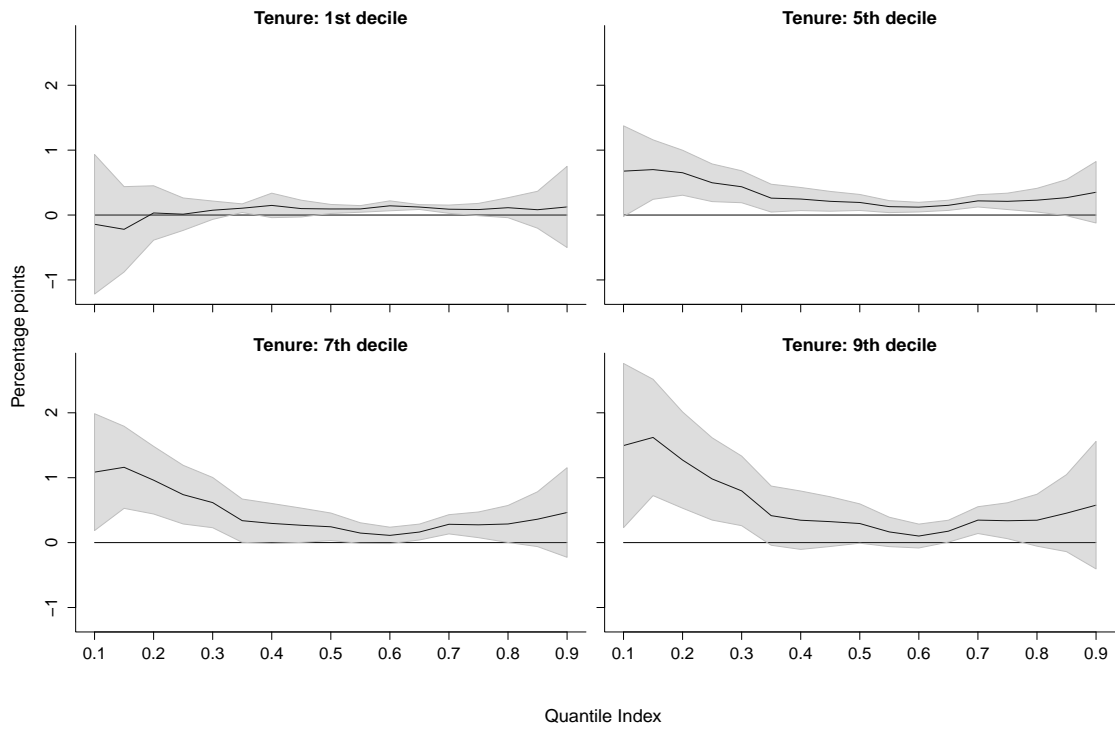 Tenure: 1st decile
Tenure: 5th decile
2
1
0
−1
Tenure: 7th decile
Tenure: 9th decile
2
1
0
−1
0.1 0.2 0.3 0.4 0.5 0.6 0.7 0.8 0.9
0.1 0.2 0.3 0.4 0.5 0.6 0.7 0.8 0.9
Percentage points
Quantile Index